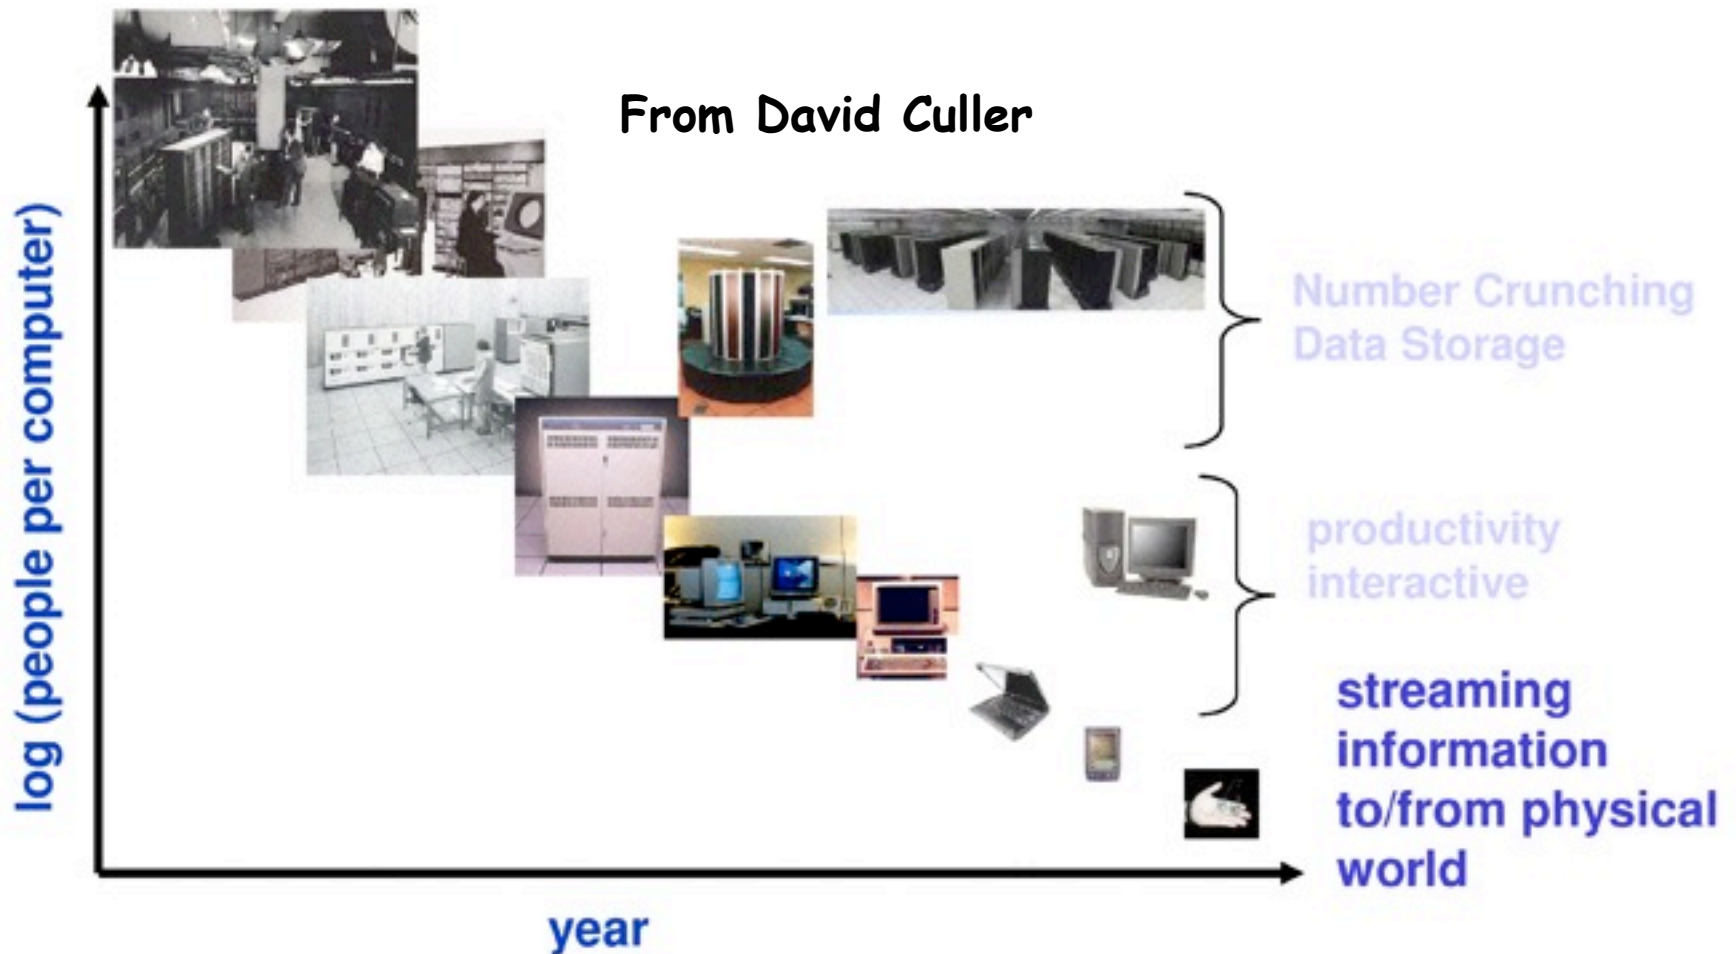 From David Culler
log (people per computer)
Number Crunching
Data Storage
productivity
interactive
streaming
information
to/from physical
world
year